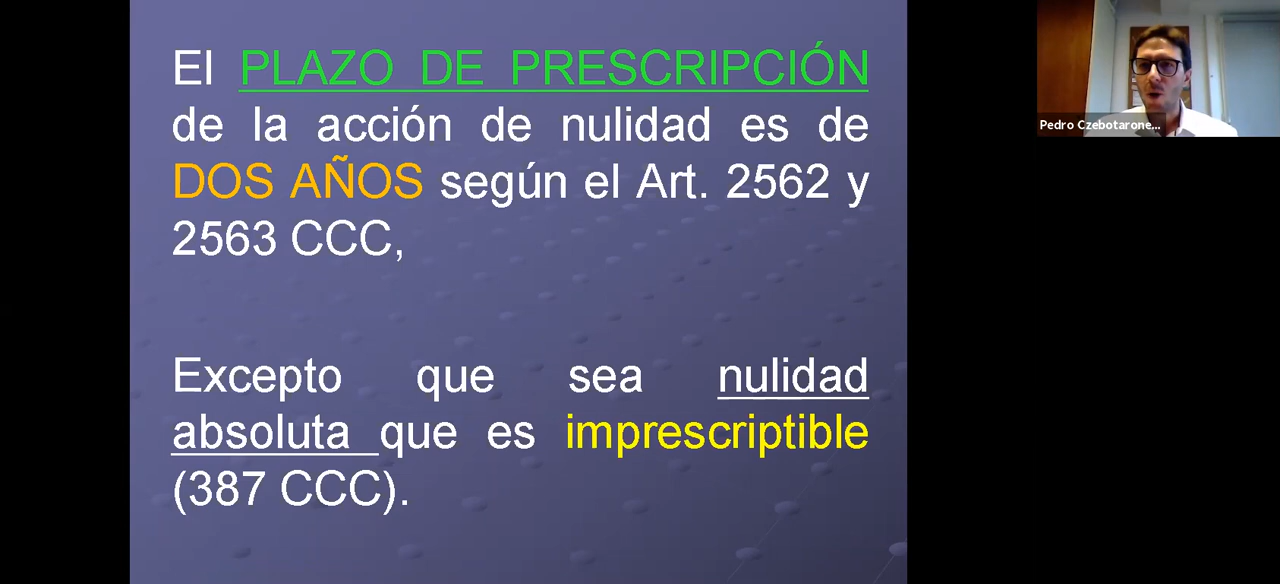 El PLAZO DE PRESCRIPCIÓN
de la acción de nulidad es de
DOS AÑOS según el Art. 2562 y
2563 CCC,
Excepto que sea nulidad
absoluta que es imprescriptible
(387 CCC).
Pedro Czebotarone...